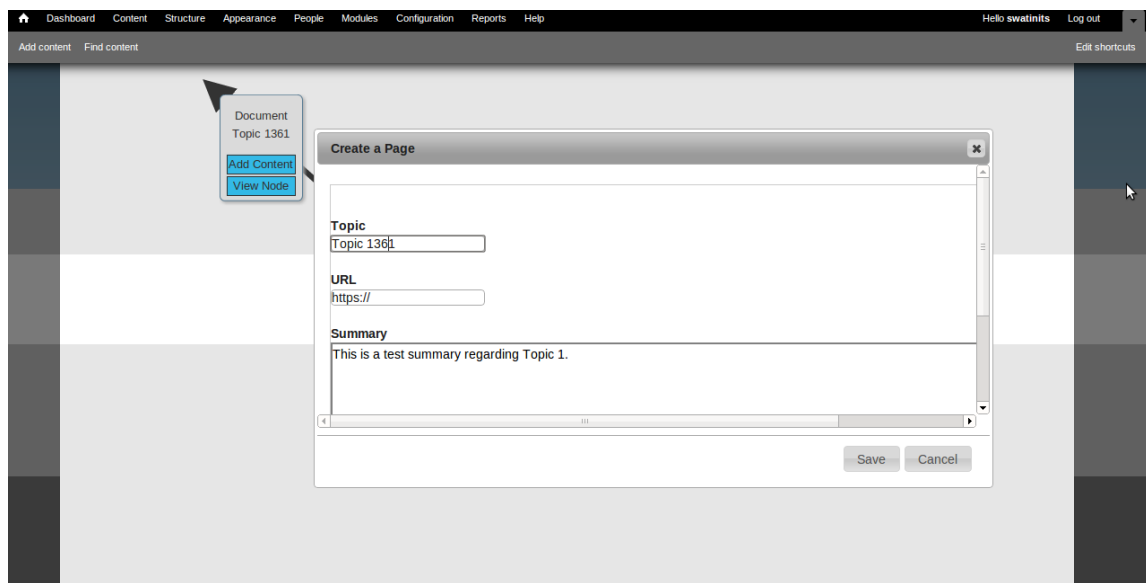 Dashboard Content Structure Appearance People Modules Configuration Reports Help Hello swatinits Log out
Add content Find content Edit shortcuts
Document
Topic 1361
Add Content
View Node
Create a Page
Topic
Topic 1361
URL
https://
Summary
This is a test summary regarding Topic 1.
Save Cancel